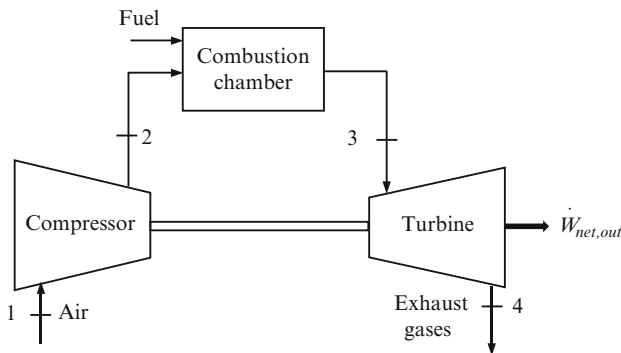 Fuel
Combustion
chamber
2
3
Compressor
Turbine
Ẇnet,out
1
Air
Exhaust
gases
4